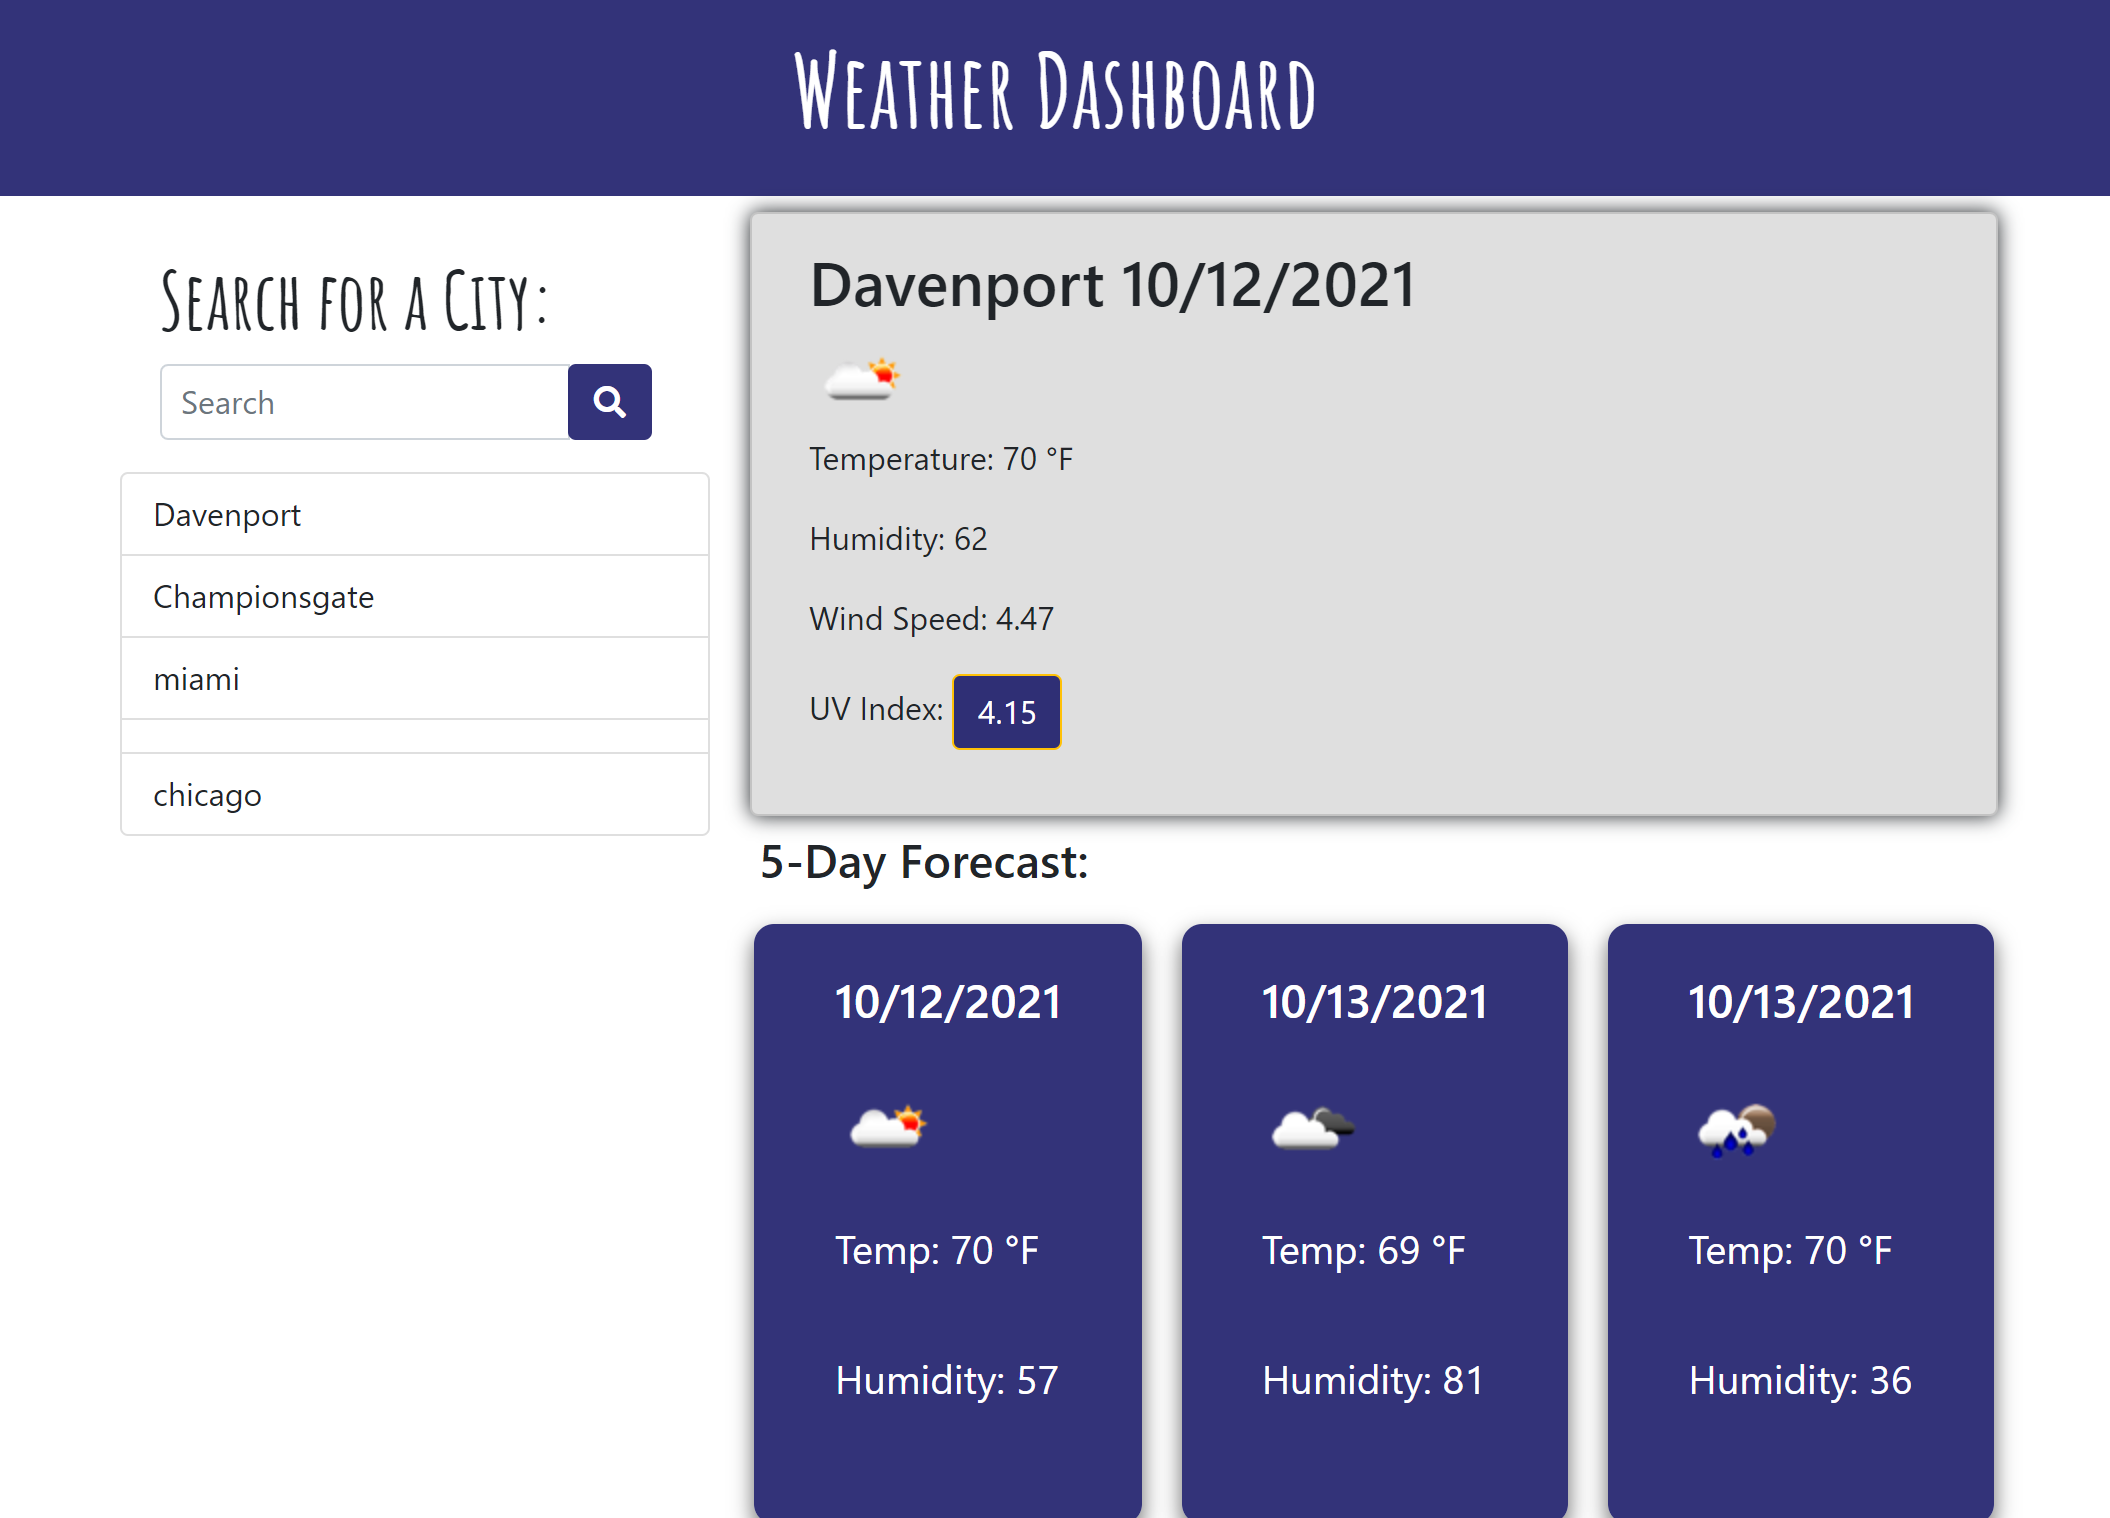 Weather Dashboard
Search for a City:
Search
Davenport
Championsgate
miami
chicago
Davenport 10/12/2021
Temperature: 70 °F
Humidity: 62
Wind Speed: 4.47
UV Index: 4.15
5-Day Forecast:
10/12/2021
Temp: 70 °F
Humidity: 57
10/13/2021
Temp: 69 °F
Humidity: 81
10/13/2021
Temp: 70 °F
Humidity: 36